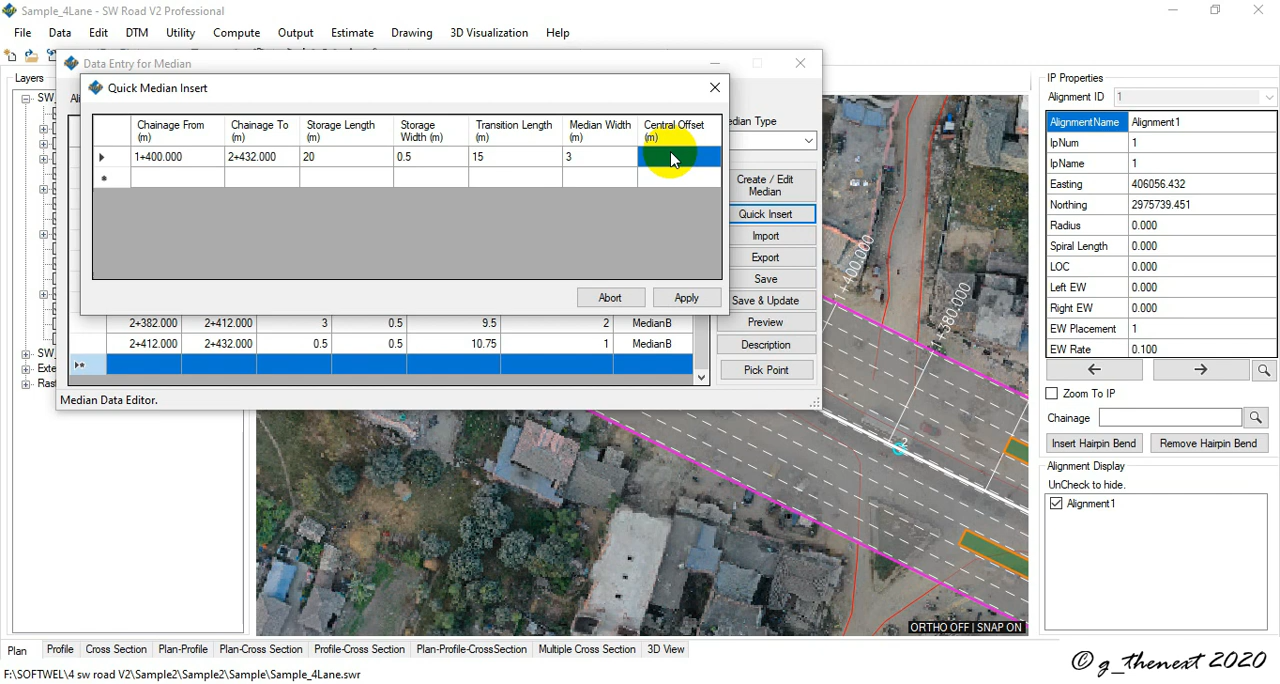 Sample_4Lane - SW Road V2 Professional
File Data Edit DTM Utility Compute Output Estimate Drawing 3D Visualization Help
Data Entry for Median
Quick Median Insert
Chainage From (m) Chainage To (m) Storage Length (m) Storage Width (m) Transition Length (m) Median Width (m) Central Offset (m)
1+400.000 2+432.000 20 0.5 15 3
Abort Apply
2+382.000 2+412.000 3 0.5 9.5 2 MedianB
2+412.000 2+432.000 0.5 0.5 10.75 1 MedianB
Median Data Editor.
Create / Edit Median
Quick Insert
Import
Export
Save
Save & Update
Preview
Description
Pick Point
Layers
1+400.000
1+380.000
2
ORTHO OFF | SNAP ON
IP Properties
Alignment ID 1
AlignmentName Alignment1
IpNum 1
IpName 1
Easting 406056.432
Northing 2975739.451
Radius 0.000
Spiral Length 0.000
LOC 0.000
Left EW 0.000
Right EW 0.000
EW Placement 1
EW Rate 0.100
Zoom To IP
Chainage
Insert Hairpin Bend Remove Hairpin Bend
Alignment Display
UnCheck to hide.
Alignment1
Plan Profile Cross Section Plan-Profile Plan-Cross Section Profile-Cross Section Plan-Profile-CrossSection Multiple Cross Section 3D View
F:\SOFTWEL\4 sw road V2\Sample2\Sample2\Sample\Sample_4Lane.swr
© g_thenext 2020